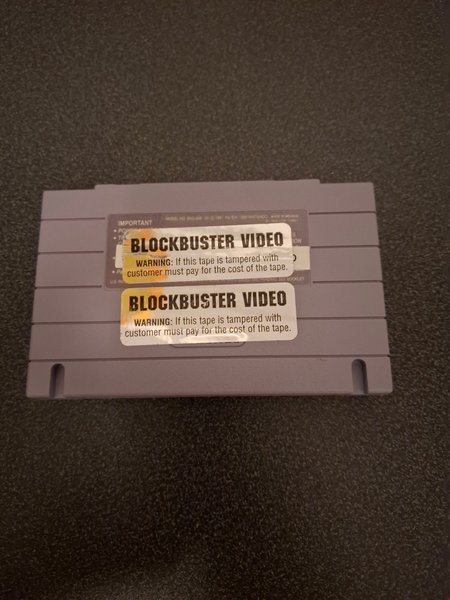 IMPORTANT
BLOCKBUSTER VIDEO
WARNING: If this tape is tampered with
customer must pay for the cost of the tape.
BLOCKBUSTER VIDEO
WARNING: If this tape is tampered with
customer must pay for the cost of the tape.